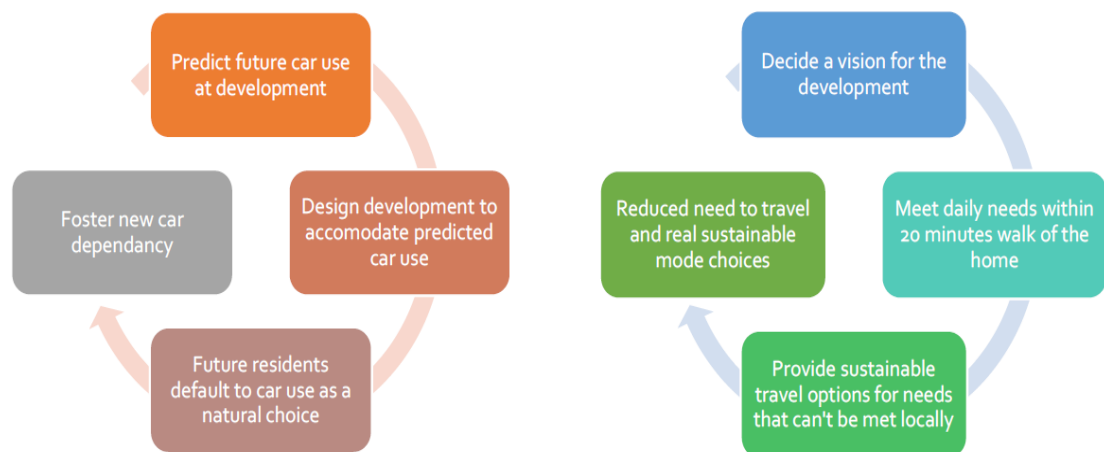 Predict future car use
at development
Design development to
accomodate predicted
car use
Future residents
default to car use as a
natural choice
Foster new car
dependancy
Decide a vision for the
development
Meet daily needs within
20 minutes walk of the
home
Provide sustainable
travel options for needs
that can't be met locally
Reduced need to travel
and real sustainable
mode choices